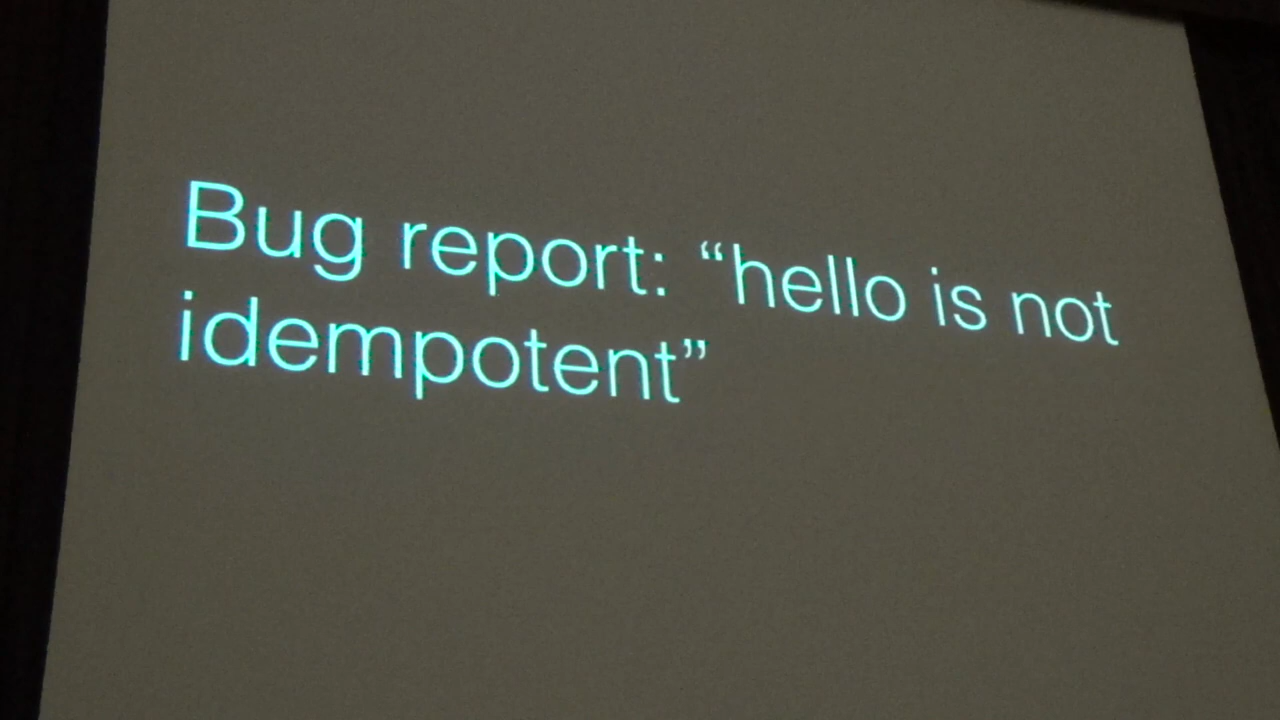 Bug report: “hello is not
idempotent”